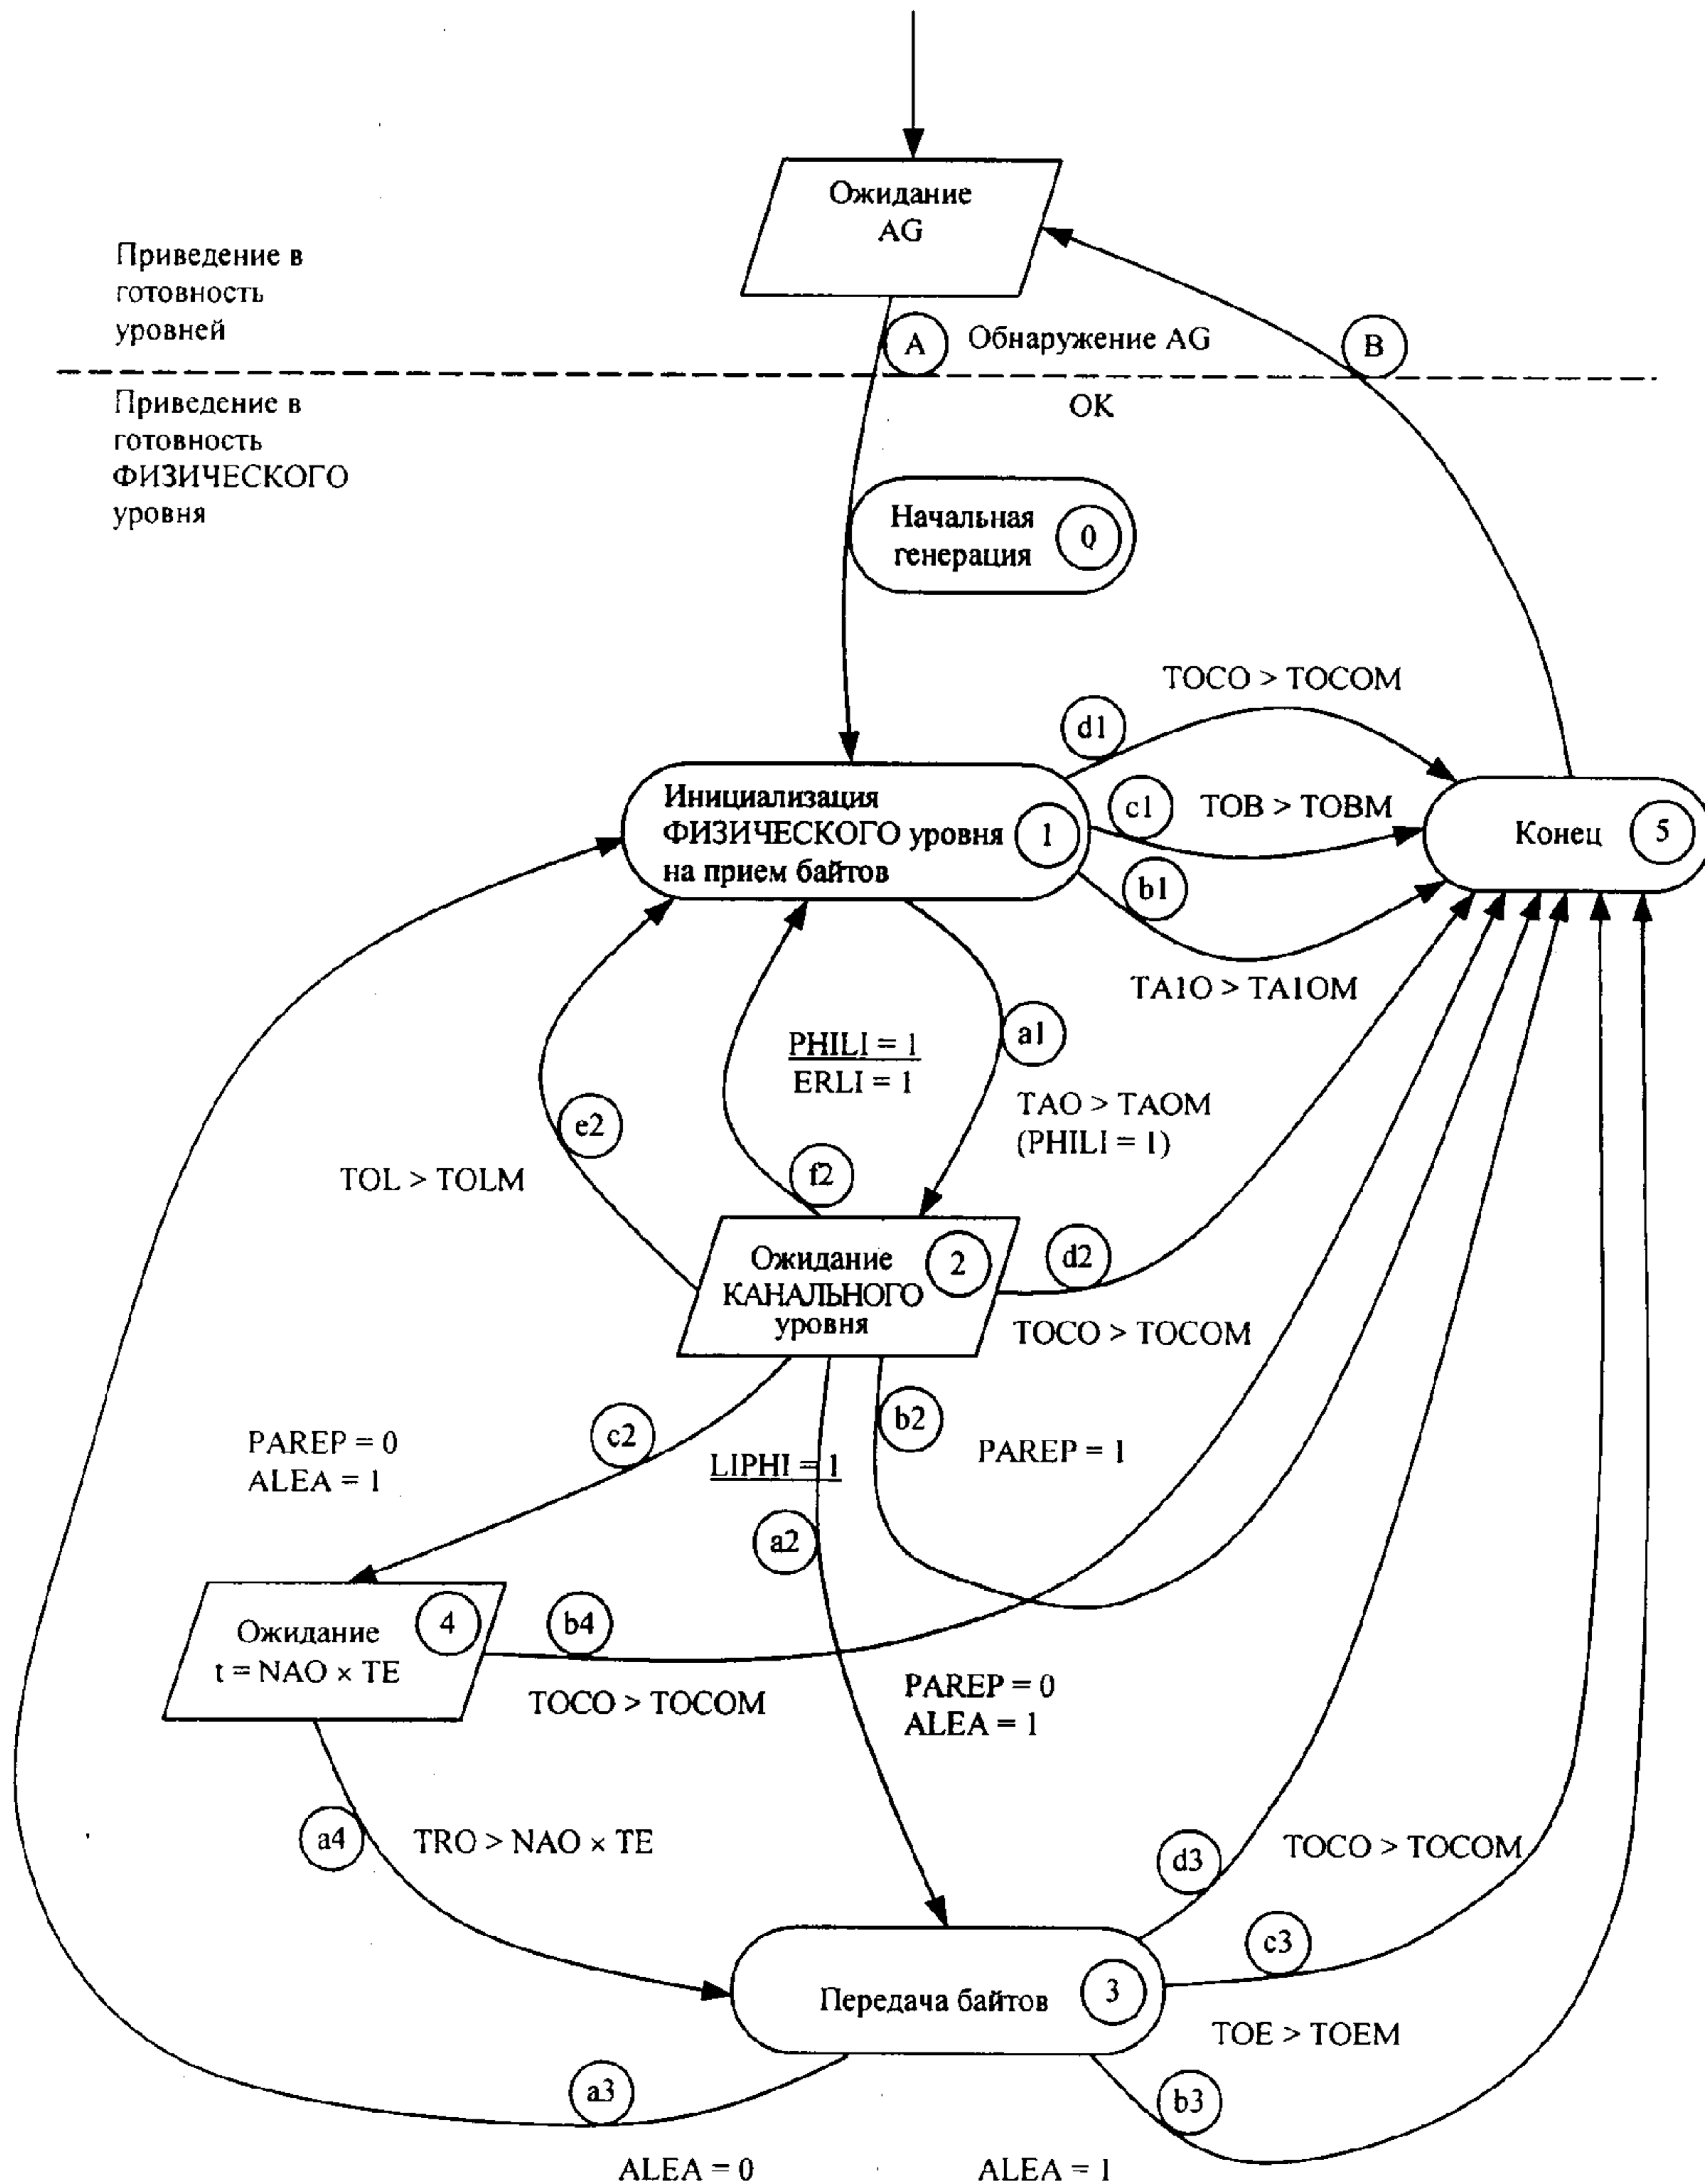 Ожидание
AG
Приведение в
готовность
уровней
A
Обнаружение AG
B
Приведение в
готовность
ФИЗИЧЕСКОГО
уровня
OK
Начальная
генерация
0
TOCO > TOCOM
d1
Инициализация
ФИЗИЧЕСКОГО уровня
на прием байтов
1
c1
TOB > TOBM
Конец
5
b1
TA1O > TA1OM
a1
PHILI = 1
ERLI = 1
TAO > TAOM
(PHILI = 1)
e2
TOL > TOLM
f2
Ожидание
КАНАЛЬНОГО
уровня
2
d2
TOCO > TOCOM
PAREP = 0
ALEA = 1
c2
LIPHI = 1
b2
PAREP = 1
a2
Ожидание
t = NAO × TE
4
b4
TOCO > TOCOM
PAREP = 0
ALEA = 1
a4
TRO > NAO × TE
d3
TOCO > TOCOM
c3
Передача байтов
3
TOE > TOEM
a3
b3
ALEA = 0
ALEA = 1